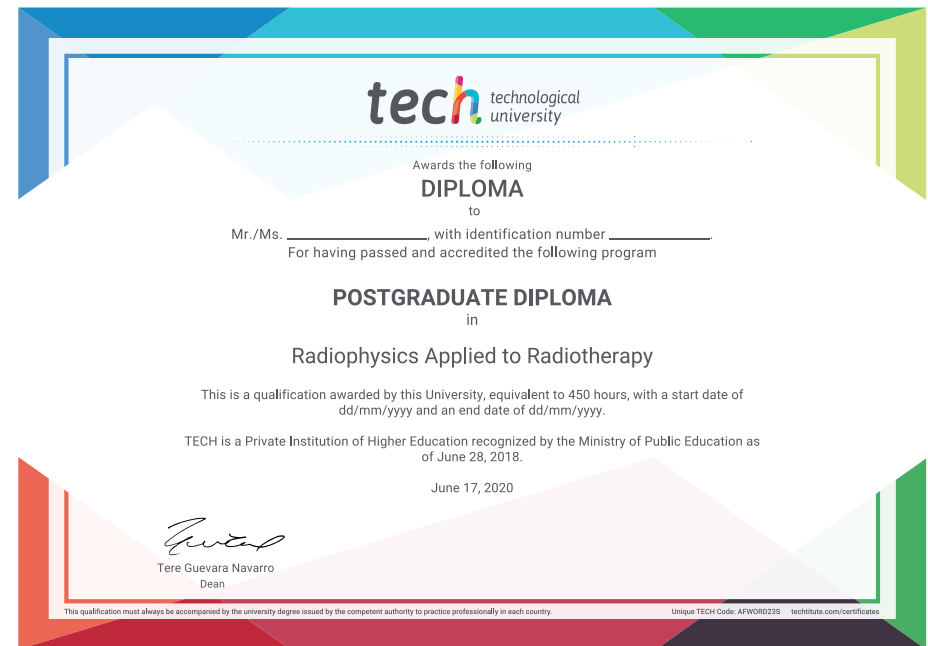 tech technological
university
Awards the following
DIPLOMA
to
Mr./Ms. ____________________, with identification number ______________.
For having passed and accredited the following program
POSTGRADUATE DIPLOMA
in
Radiophysics Applied to Radiotherapy
This is a qualification awarded by this University, equivalent to 450 hours, with a start date of
dd/mm/yyyy and an end date of dd/mm/yyyy.
TECH is a Private Institution of Higher Education recognized by the Ministry of Public Education as
of June 28, 2018.
June 17, 2020
Tere Guevara Navarro
Dean
This qualification must always be accompanied by the university degree issued by the competent authority to practice professionally in each country.
Unique TECH Code: AFWORD23S techtitute.com/certificates